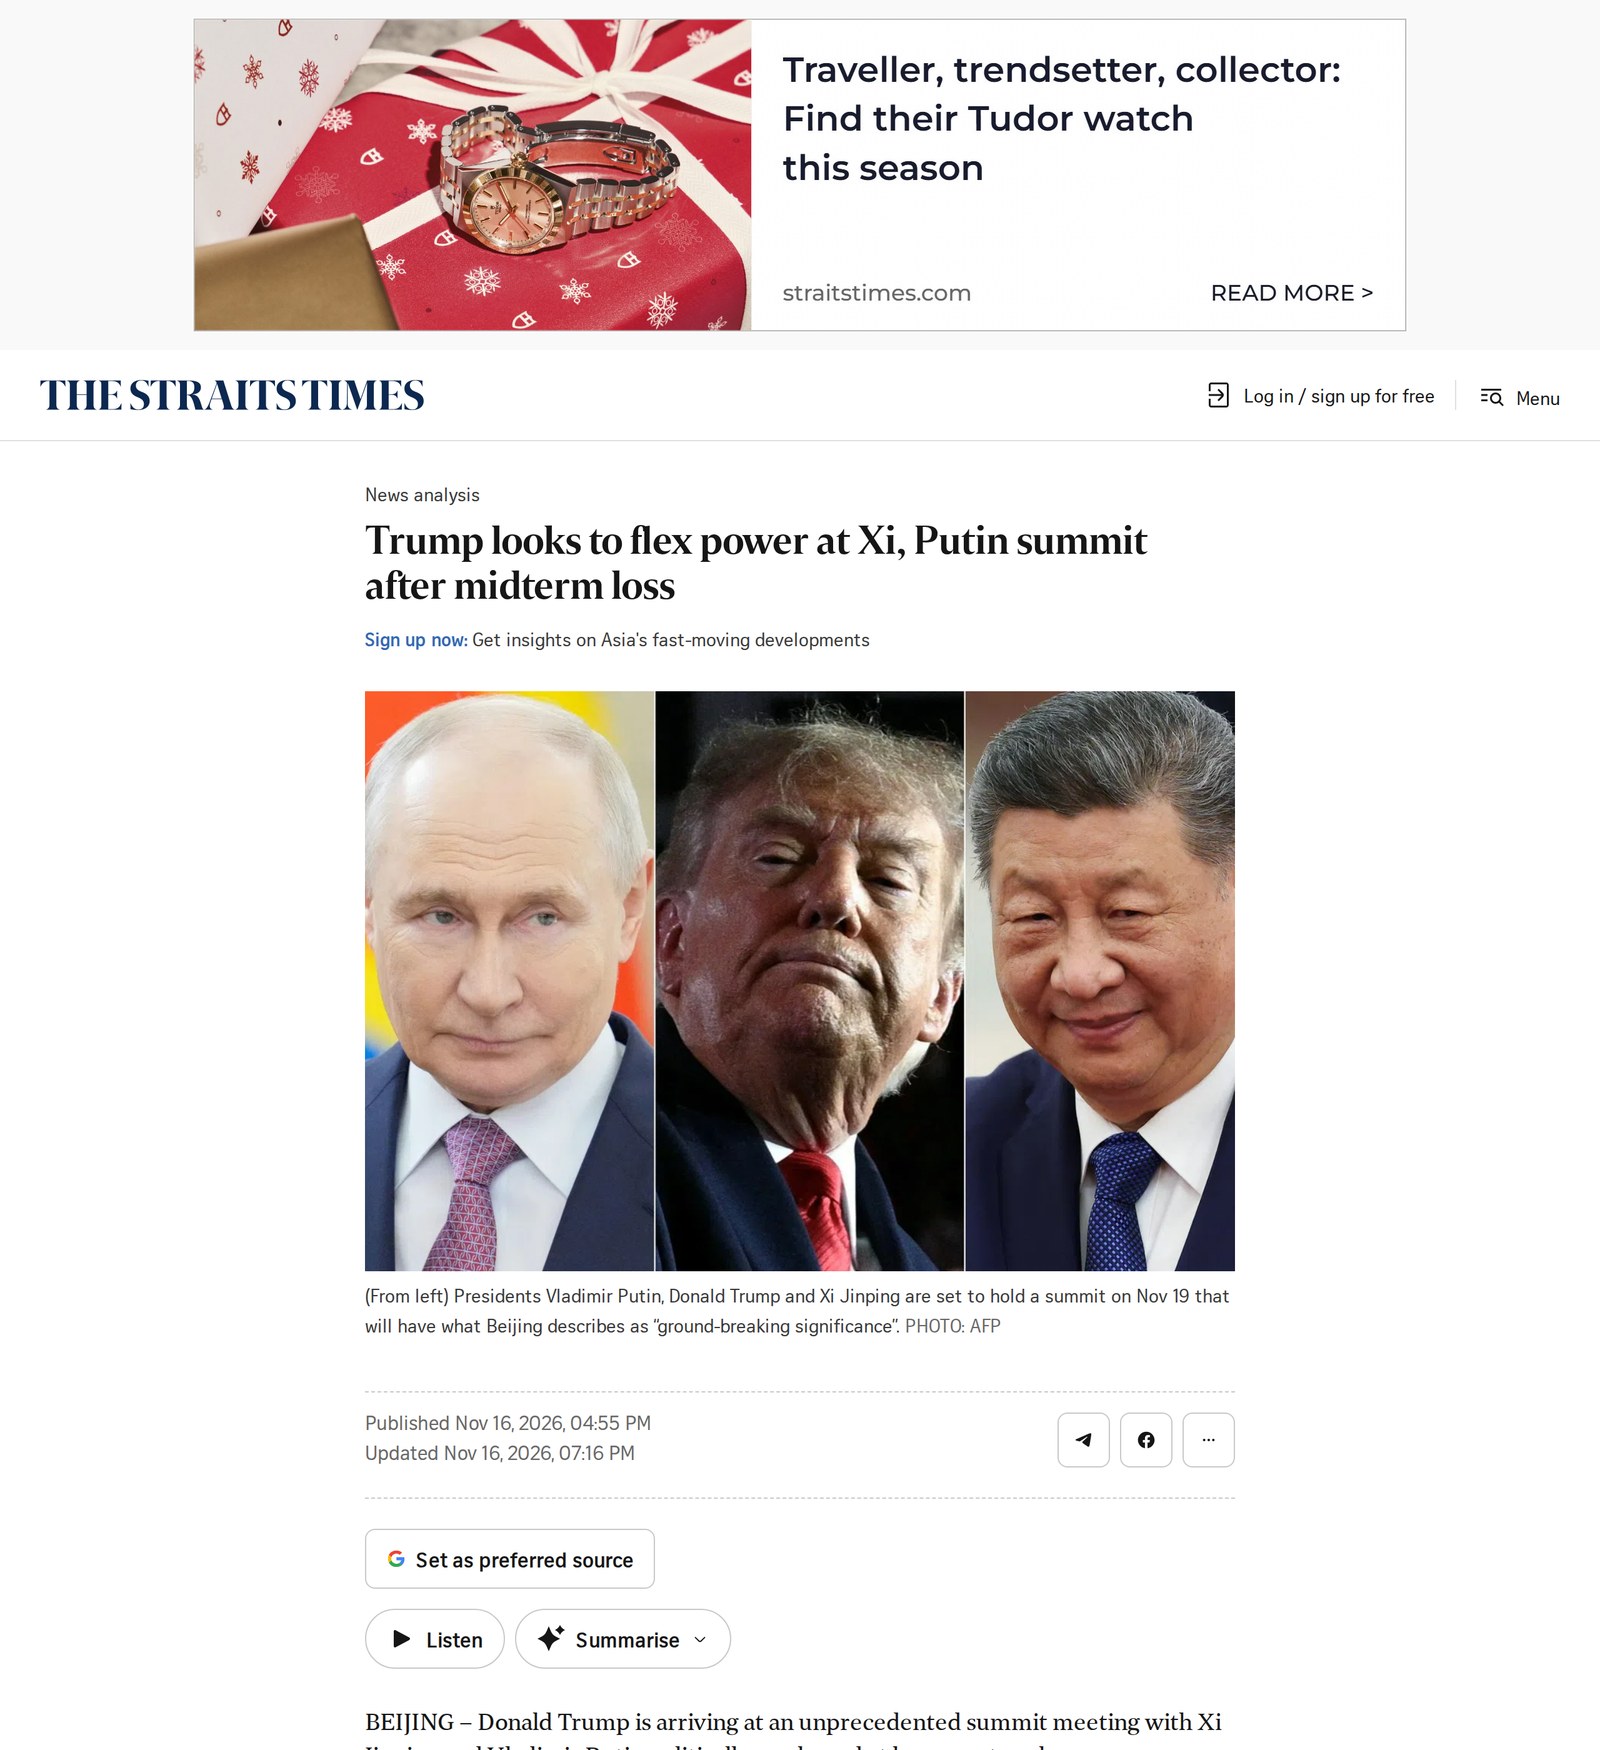 Traveller, trendsetter, collector:
Find their Tudor watch
this season
straitstimes.com
READ MORE >
THE STRAITS TIMES
Log in / sign up for free
Menu
News analysis
Trump looks to flex power at Xi, Putin summit
after midterm loss
Sign up now: Get insights on Asia's fast-moving developments
(From left) Presidents Vladimir Putin, Donald Trump and Xi Jinping are set to hold a summit on Nov 19 that
will have what Beijing describes as “ground-breaking significance”. PHOTO: AFP
Published Nov 16, 2026, 04:55 PM
Updated Nov 16, 2026, 07:16 PM
Set as preferred source
Listen
Summarise
BEIJING – Donald Trump is arriving at an unprecedented summit meeting with Xi